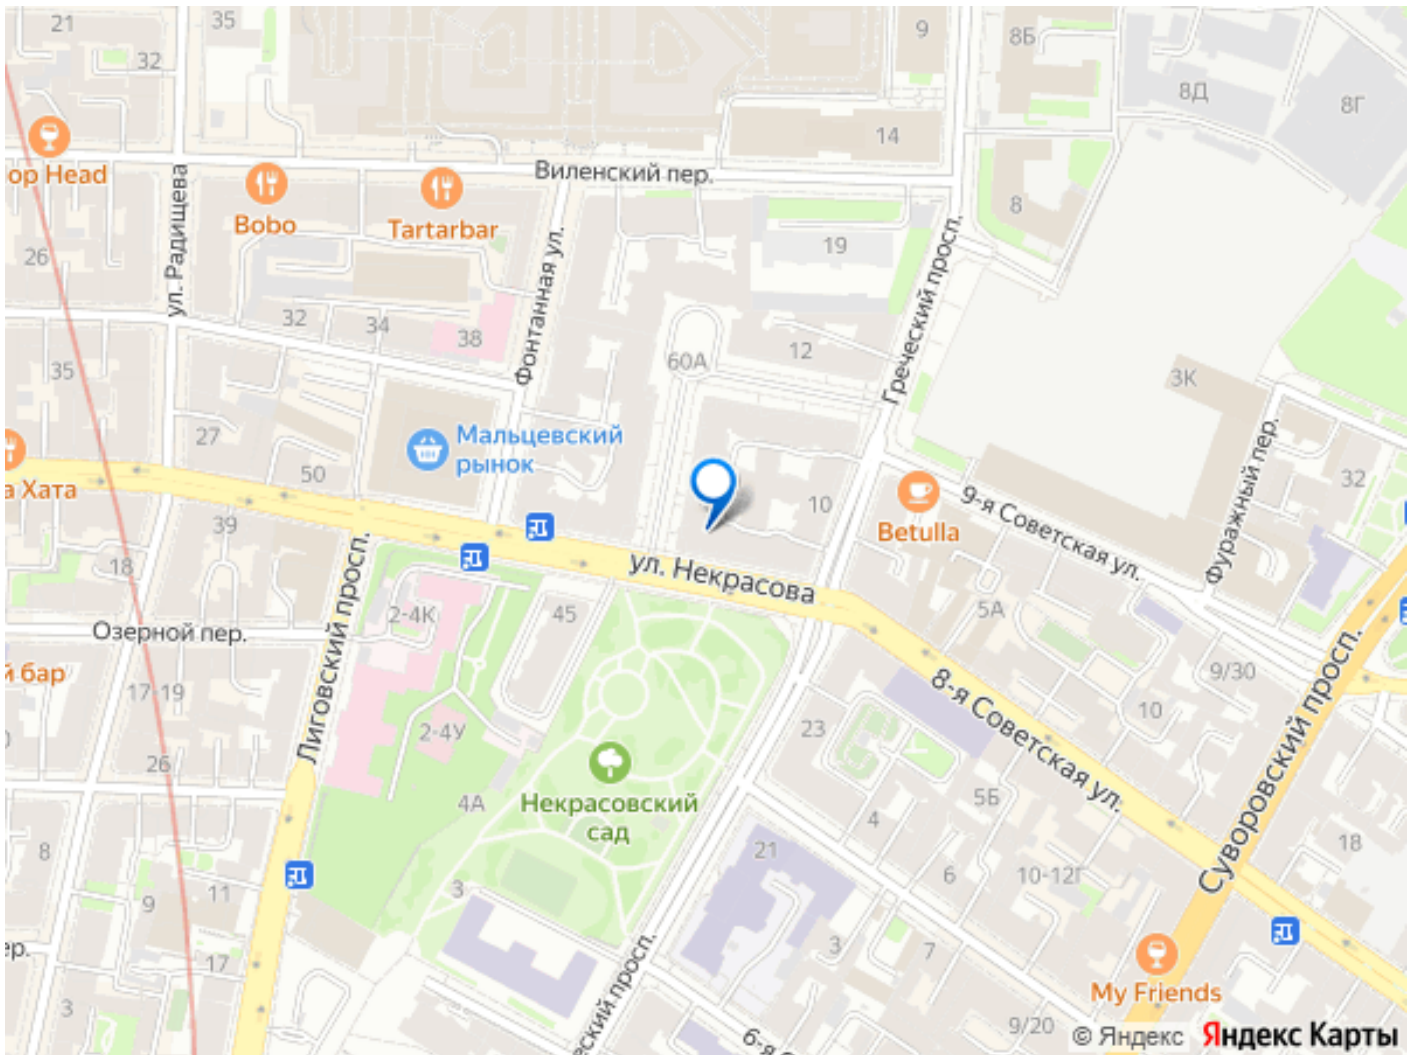 21
35
9
8Б
32
8Д
8Г
14
op Head
Виленский пер.
ул. Радищева
Bobo
Tartarbar
8
19
26
Фонтанная ул.
Греческий просп.
32
34
38
12
60А
35
3К
27
Мальцевский
рынок
50
а Хата
32
39
10
Betulla
9-я Советская ул.
Фуражный пер.
18
ул. Некрасова
Лиговский просп.
2-4К
45
5А
Озерной пер.
й бар
17-19
9/30
8-я Советская ул.
10
Суворовский просп.
23
2-4У
26
Некрасовский
сад
4А
5Б
4
21
18
8
6
10-12Г
11
3
9
3
7
17
ер.
еский просп.
My Friends
3
9/20
6-я С
© Яндекс
Яндекс Карты